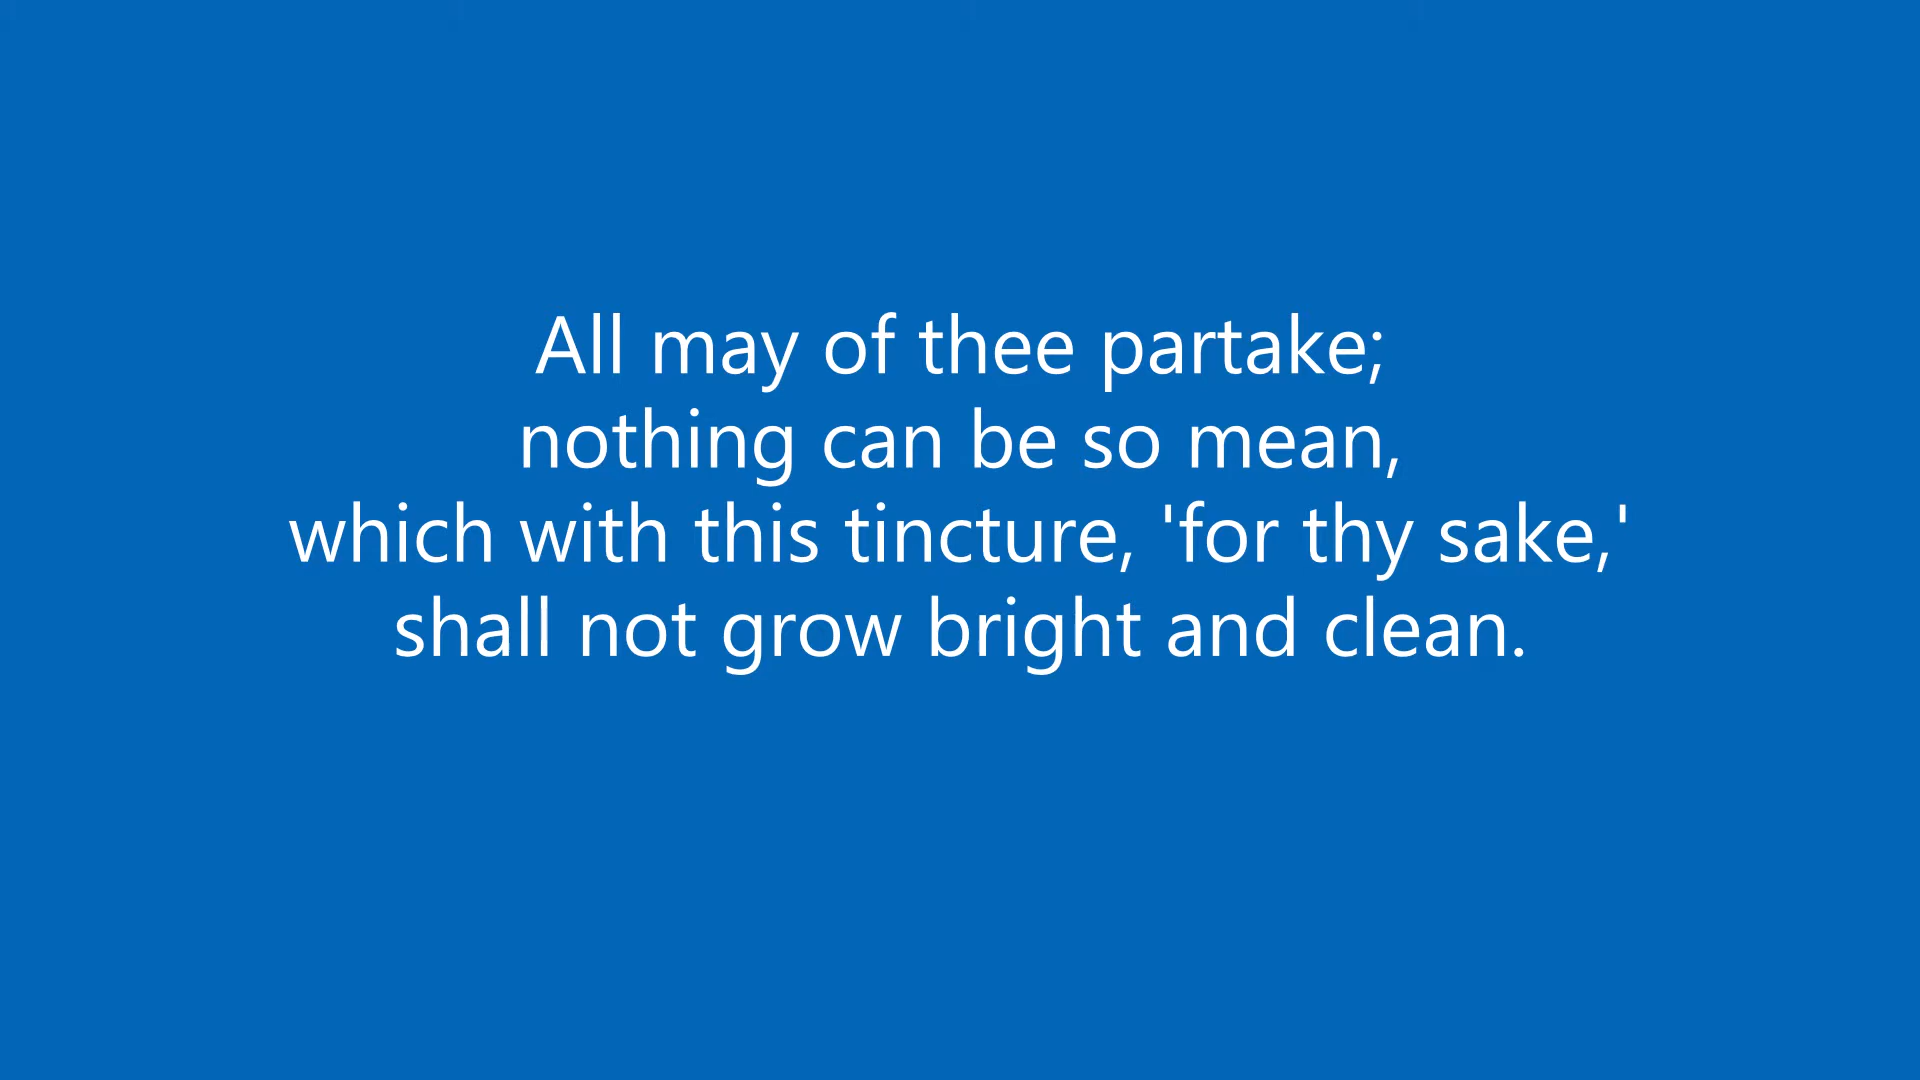 All may of thee partake;
nothing can be so mean,
which with this tincture, 'for thy sake,'
shall not grow bright and clean.